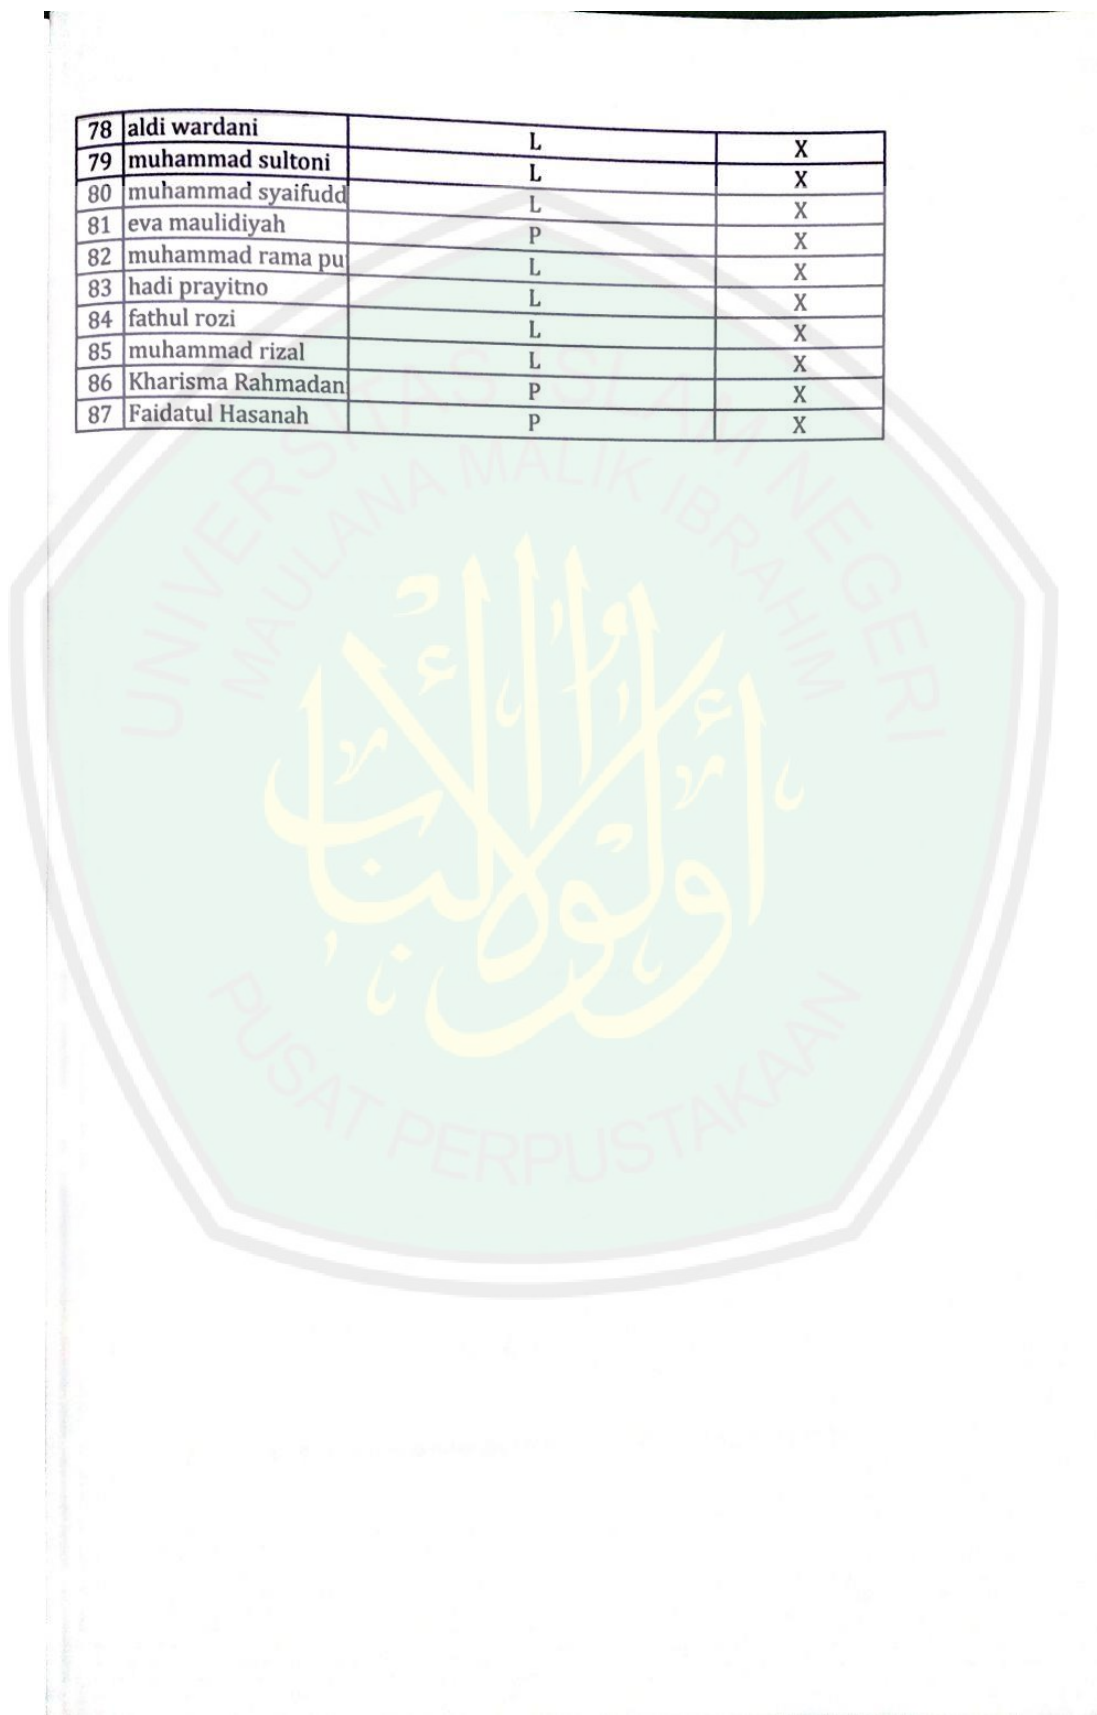 78 aldi wardani L X
79 muhammad sultoni L X
80 muhammad syaifudd L X
81 eva maulidiyah P X
82 muhammad rama pu L X
83 hadi prayitno L X
84 fathul rozi L X
85 muhammad rizal L X
86 Kharisma Rahmadan P X
87 Faidatul Hasanah P X
UNIVERSITAS ISLAM NEGERI
MAULANA MALIK IBRAHIM
PUSAT PERPUSTAKAAN